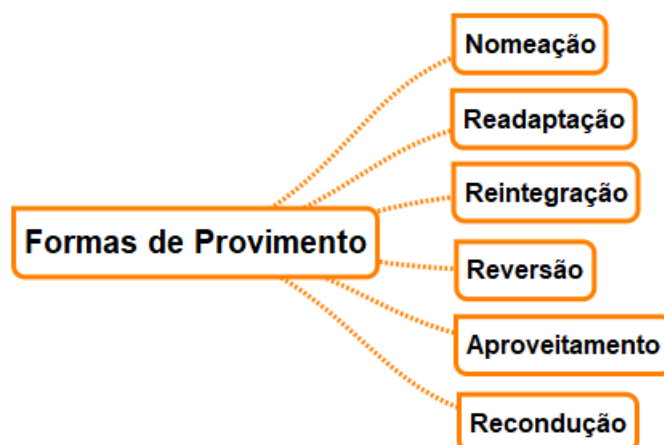 Nomeação
Readaptação
Reintegração
Formas de Provimento
Reversão
Aproveitamento
Recondução